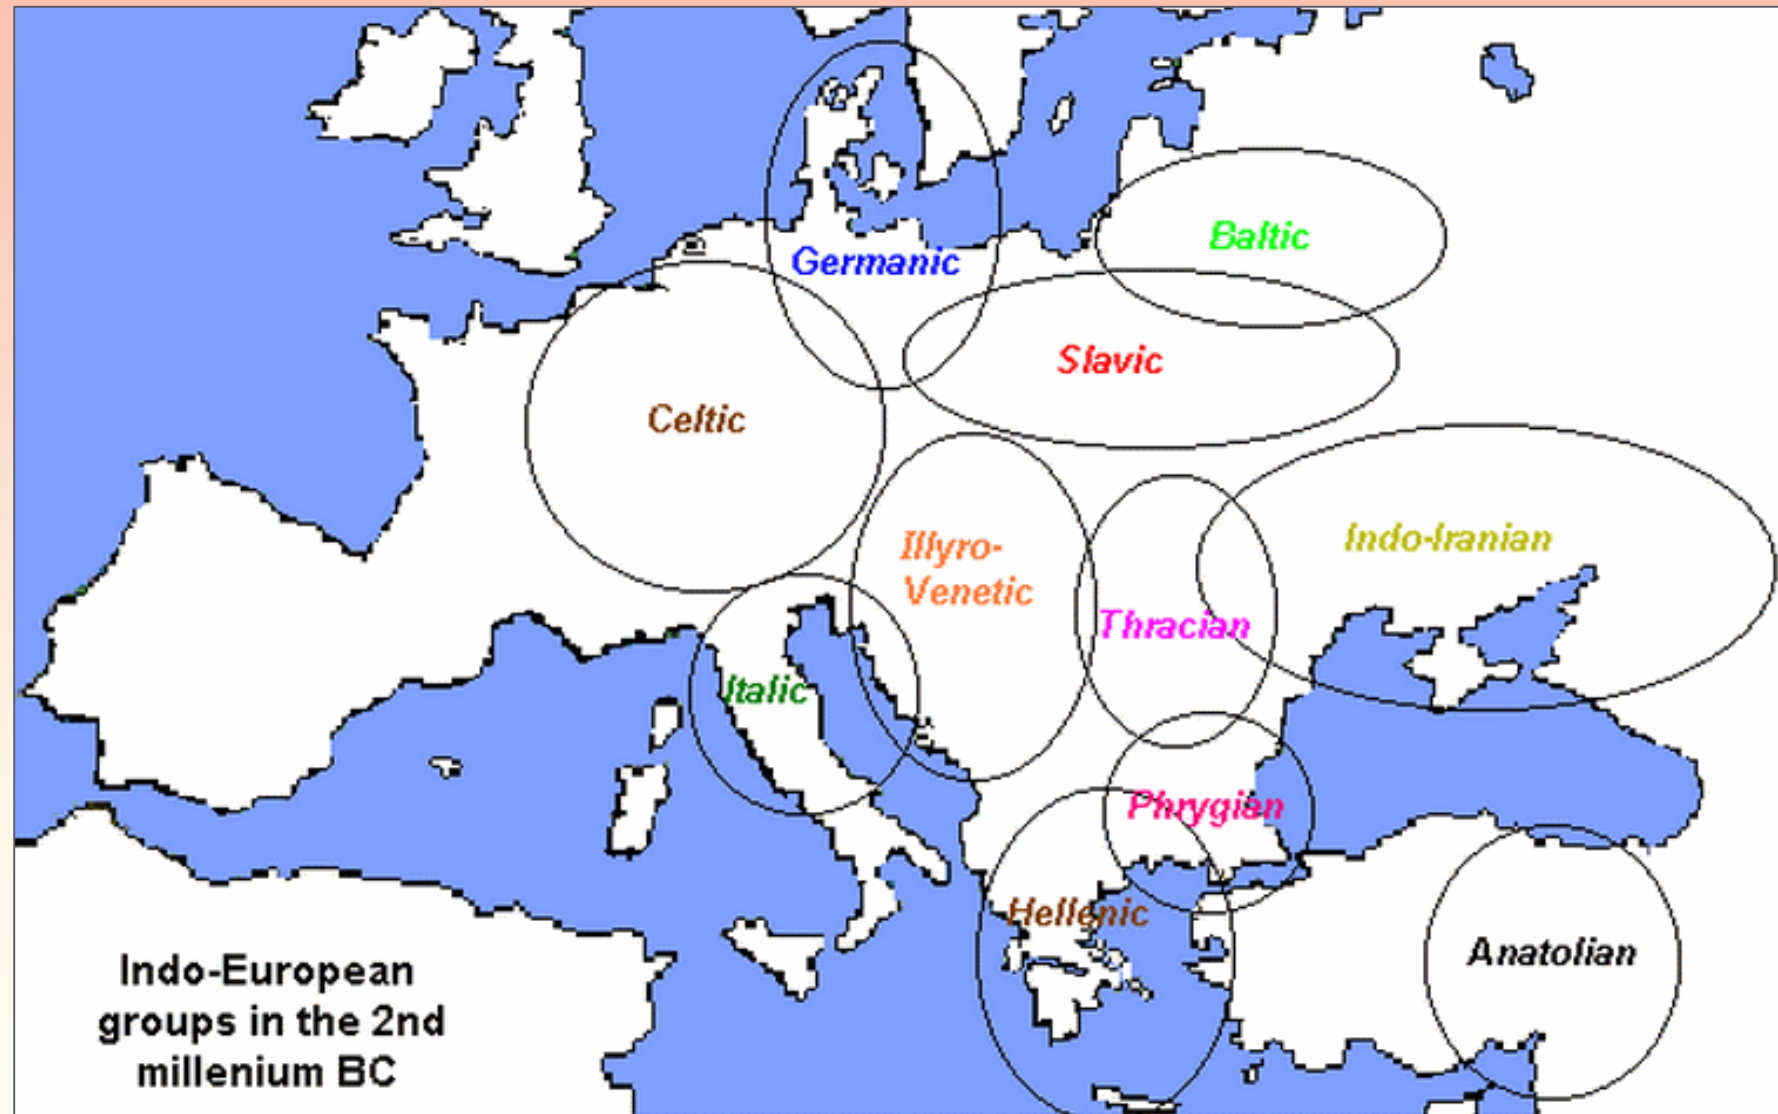 Germanic
Baltic
Slavic
Celtic
Illyro-
Venetic
Indo-Iranian
Thracian
Italic
Phrygian
Hellenic
Anatolian
Indo-European
groups in the 2nd
millenium BC